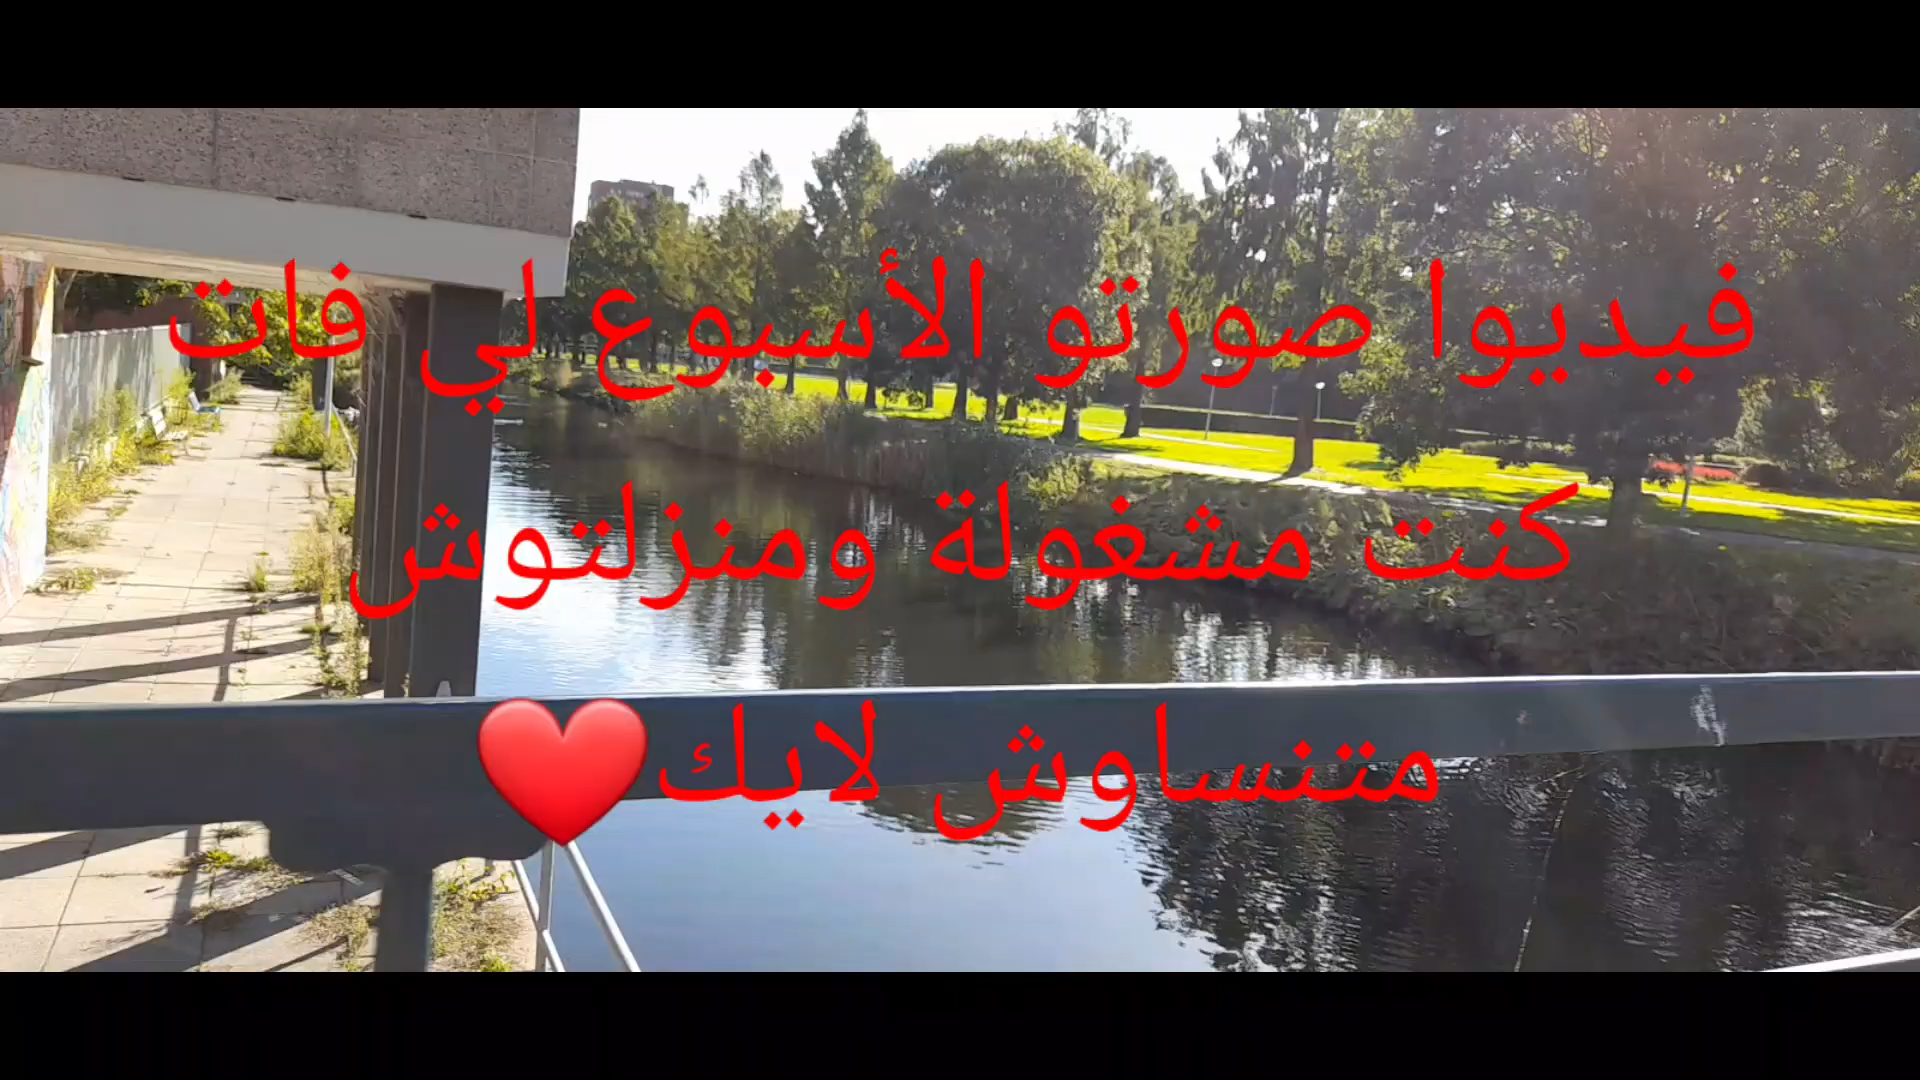 فيديوا صورتو الأسبوع لي فات
كنت مشغولة ومنزلتوش
متنساوش لايك❤️